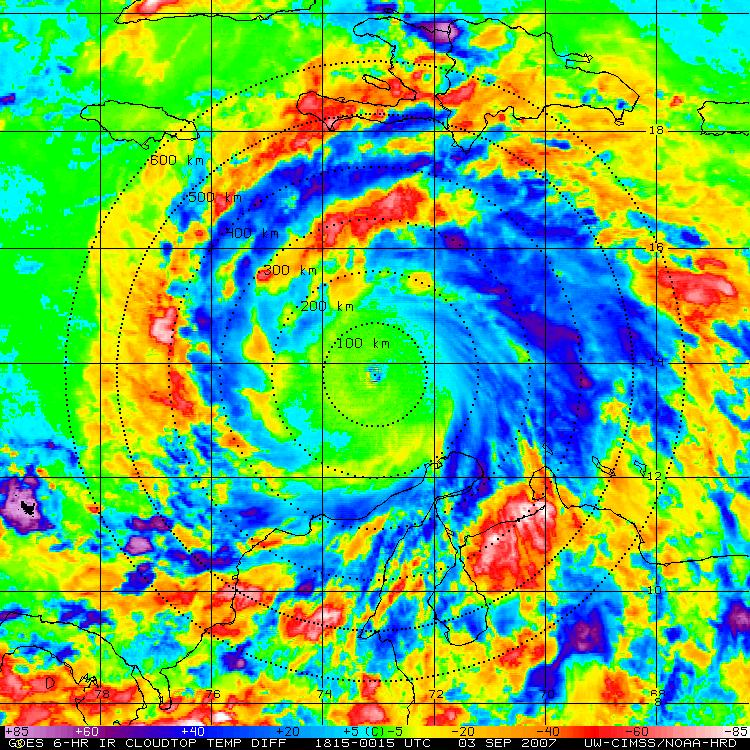 18
600 km
500 km
400 km
16
300 km
200 km
100 km
14
12
10
D
78 76 74 72 70 68
8
+85 +60 +40 +20 +5 (C) -5 -20 -40 -60 -85
GOES 6-HR IR CLOUDTOP TEMP DIFF 1815-0015 UTC 03 SEP 2007 UW-CIMSS/NOAA-HRD